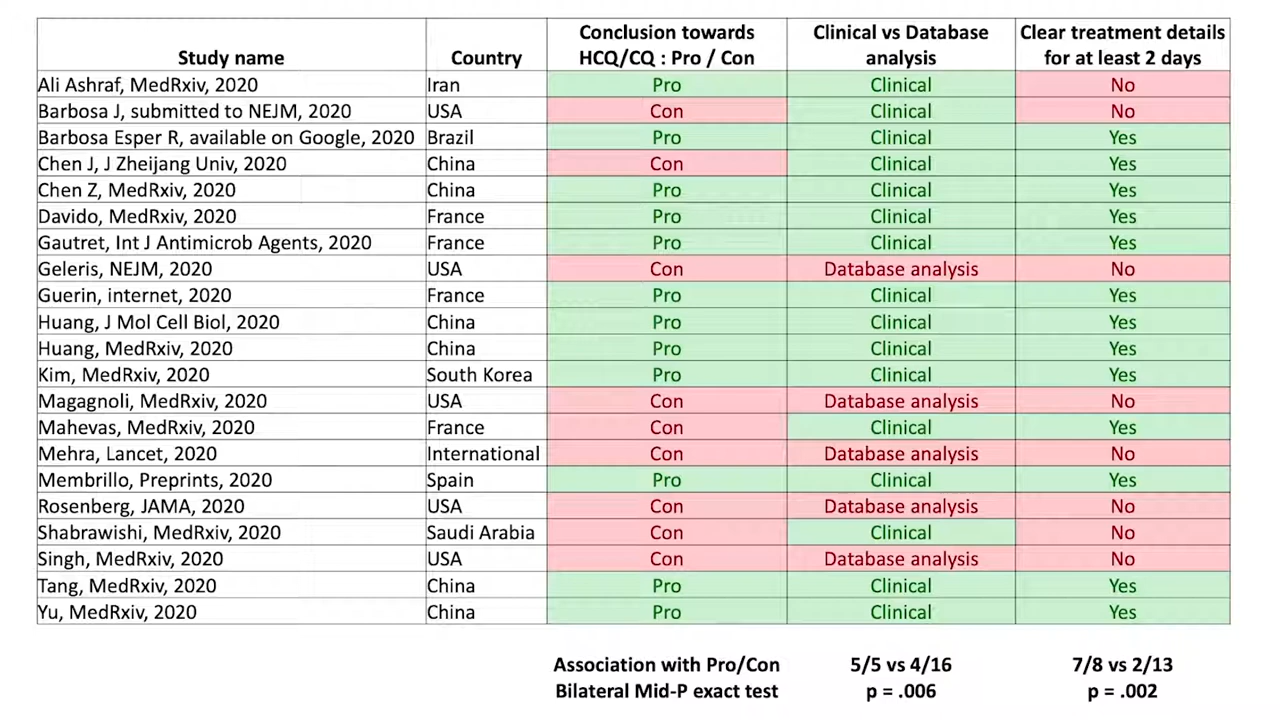 Study name Country Conclusion towards HCQ/CQ : Pro / Con Clinical vs Database analysis Clear treatment details for at least 2 days
Ali Ashraf, MedRxiv, 2020 Iran Pro Clinical No
Barbosa J, submitted to NEJM, 2020 USA Con Clinical No
Barbosa Esper R, available on Google, 2020 Brazil Pro Clinical Yes
Chen J, J Zheijang Univ, 2020 China Con Clinical Yes
Chen Z, MedRxiv, 2020 China Pro Clinical Yes
Davido, MedRxiv, 2020 France Pro Clinical Yes
Gautret, Int J Antimicrob Agents, 2020 France Pro Clinical Yes
Geleris, NEJM, 2020 USA Con Database analysis No
Guerin, internet, 2020 France Pro Clinical Yes
Huang, J Mol Cell Biol, 2020 China Pro Clinical Yes
Huang, MedRxiv, 2020 China Pro Clinical Yes
Kim, MedRxiv, 2020 South Korea Pro Clinical Yes
Magagnoli, MedRxiv, 2020 USA Con Database analysis No
Mahevas, MedRxiv, 2020 France Con Clinical Yes
Mehra, Lancet, 2020 International Con Database analysis No
Membrillo, Preprints, 2020 Spain Pro Clinical Yes
Rosenberg, JAMA, 2020 USA Con Database analysis No
Shabrawishi, MedRxiv, 2020 Saudi Arabia Con Clinical No
Singh, MedRxiv, 2020 USA Con Database analysis No
Tang, MedRxiv, 2020 China Pro Clinical Yes
Yu, MedRxiv, 2020 China Pro Clinical Yes
Association with Pro/Con 5/5 vs 4/16 7/8 vs 2/13
Bilateral Mid-P exact test p = .006 p = .002